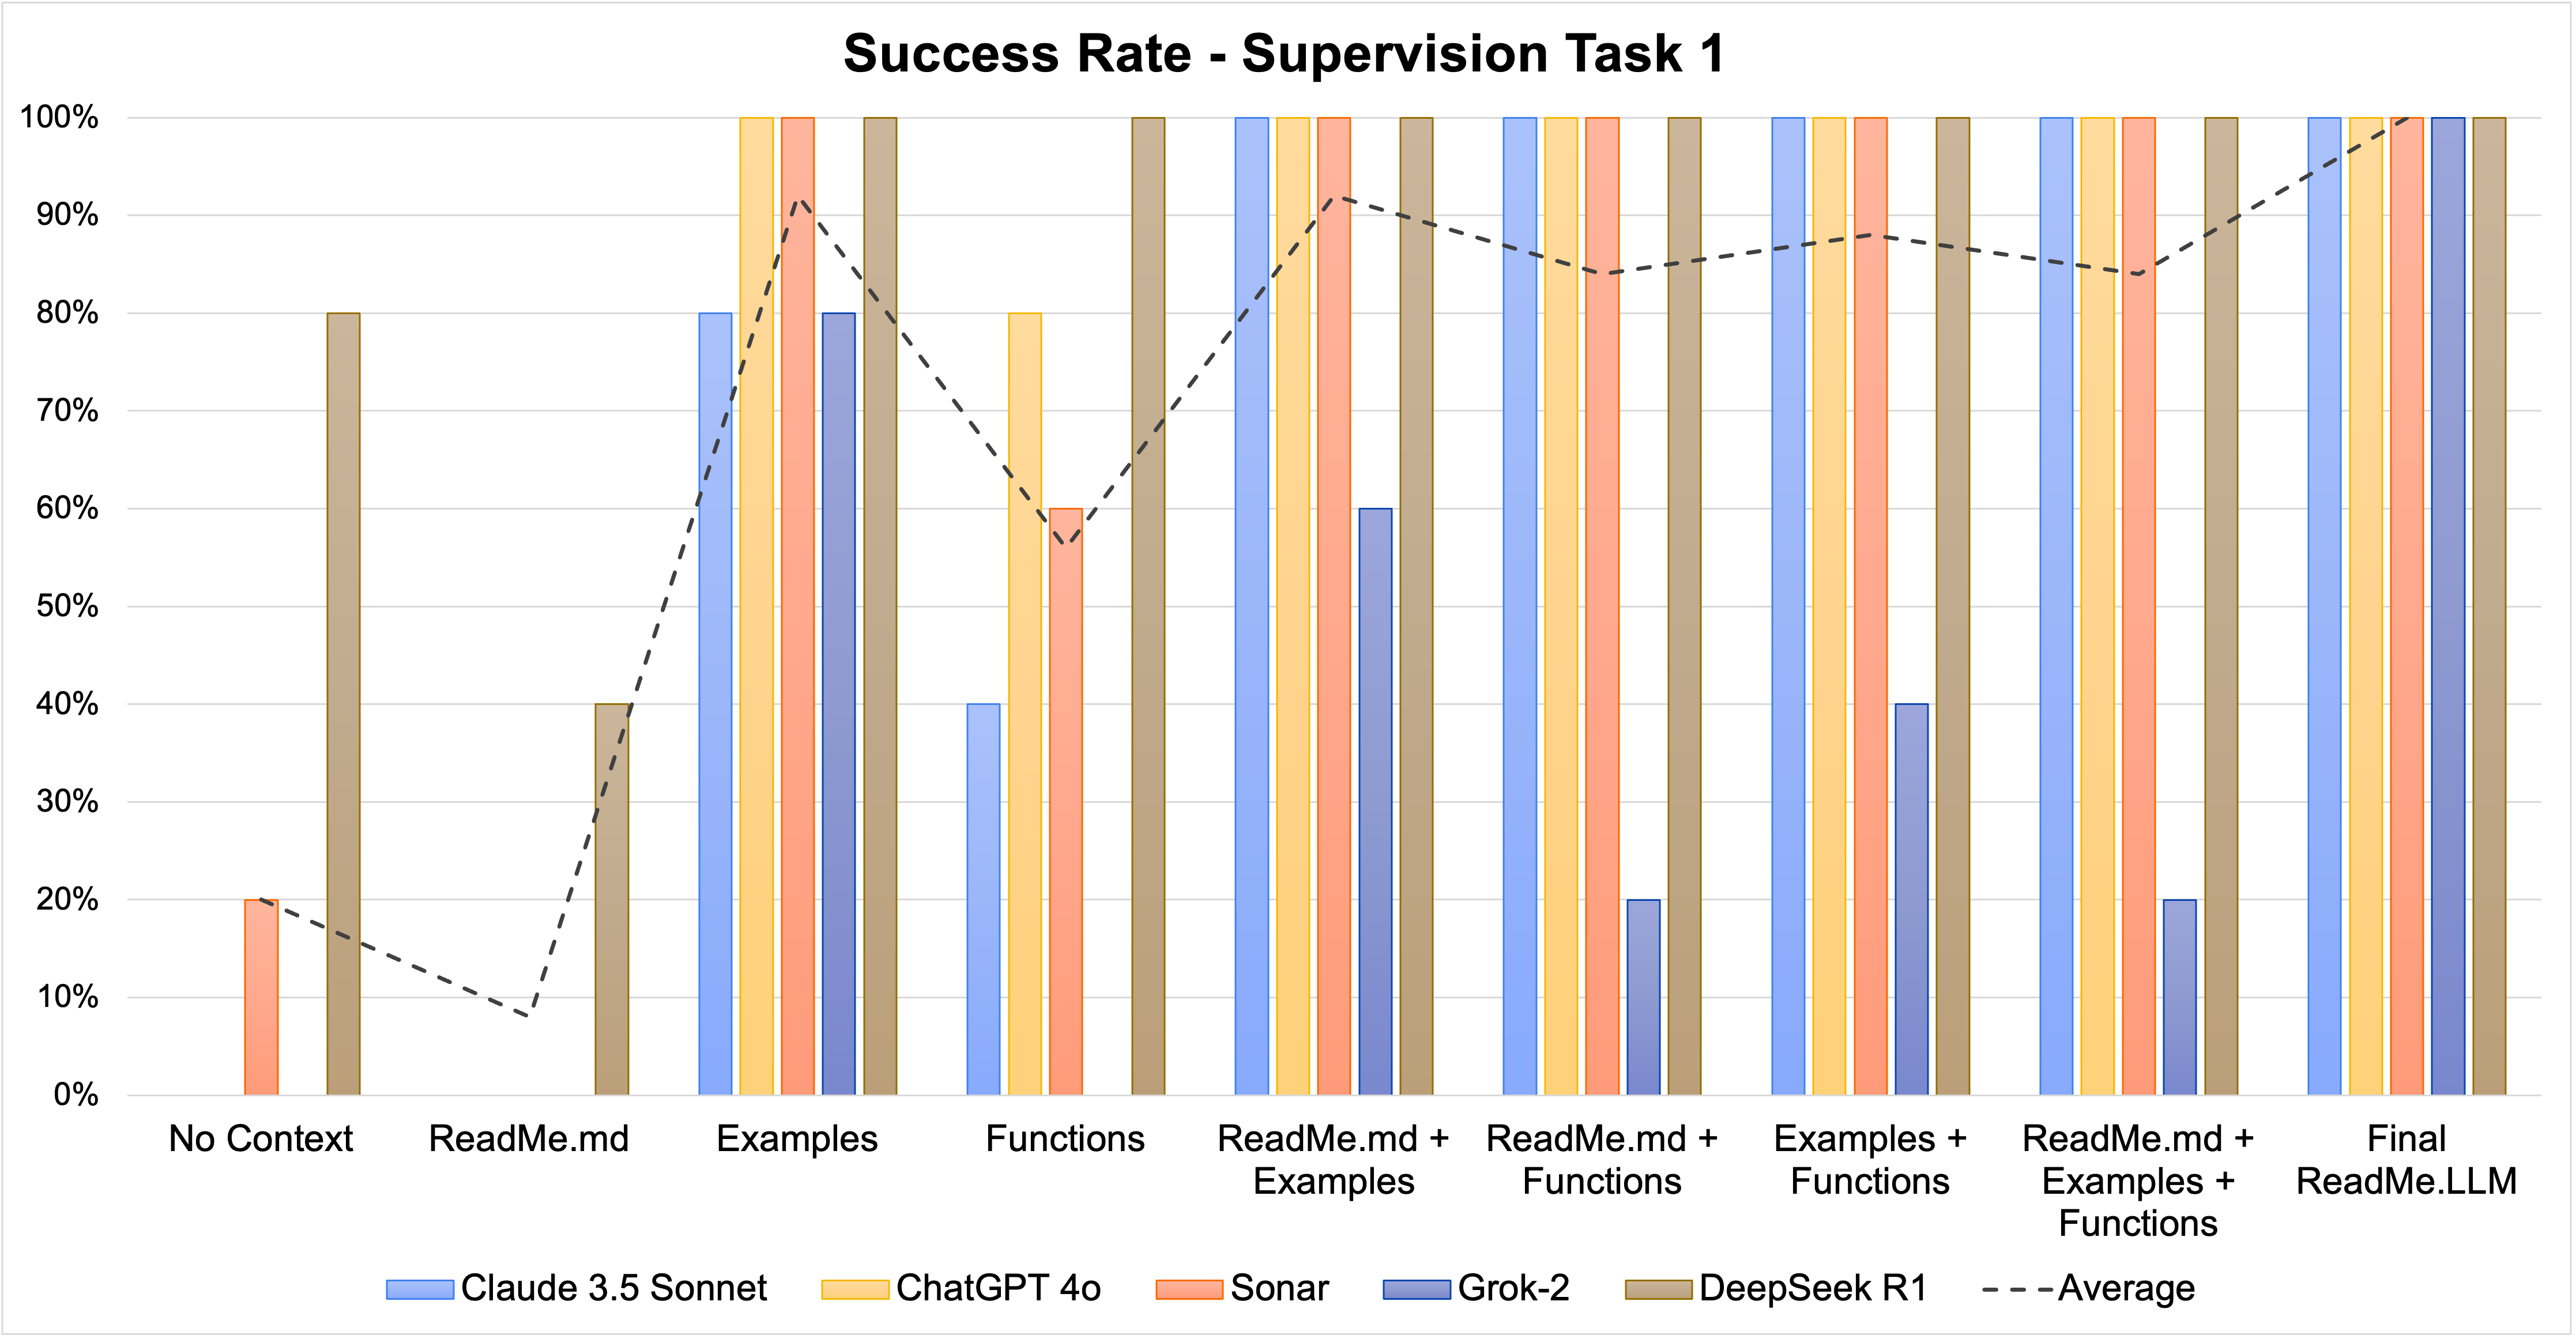 Success Rate - Supervision Task 1
100%
90%
80%
70%
60%
50%
40%
30%
20%
10%
0%
No Context
ReadMe.md
Examples
Functions
ReadMe.md +
Examples
ReadMe.md +
Functions
Examples +
Functions
ReadMe.md +
Examples +
Functions
Final
ReadMe.LLM
Claude 3.5 Sonnet
ChatGPT 4o
Sonar
Grok-2
DeepSeek R1
Average